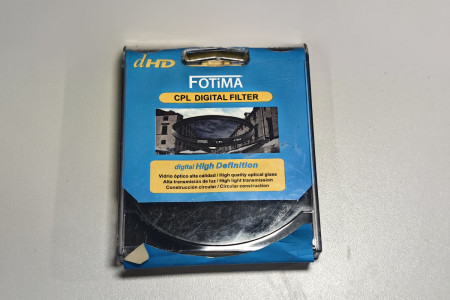 dHD
FOTiMA
CPL DIGITAL FILTER
digital High Definition
Vidrio óptico alta calidad / High quality optical glass
Alta transmision de luz / High light transmission
Construcción circular / Circular construction